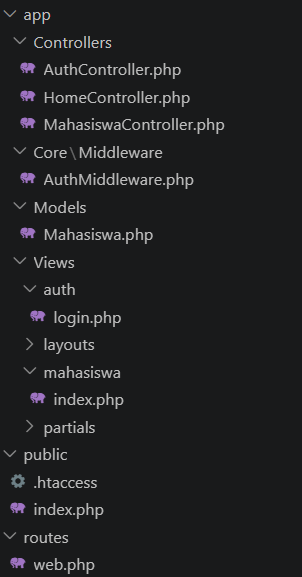 app
Controllers
AuthController.php
HomeController.php
MahasiswaController.php
Core\Middleware
AuthMiddleware.php
Models
Mahasiswa.php
Views
auth
login.php
layouts
mahasiswa
index.php
partials
public
.htaccess
index.php
routes
web.php